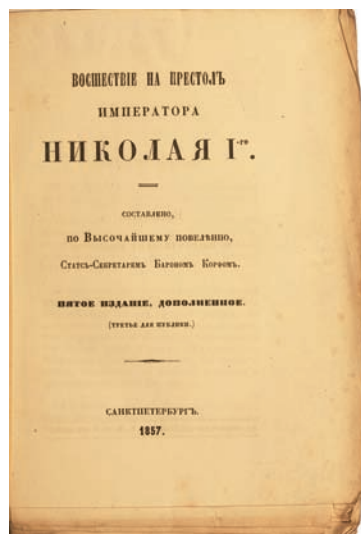 ВОСШЕСТВІЕ НА ПРЕСТОЛЪ
ИМПЕРАТОРА
НИКОЛАЯ I-го.
СОСТАВЛЕНО,
ПО ВЫСОЧАЙШЕМУ ПОВЕЛѢНІЮ,
СТАТСЪ-СЕКРЕТАРЕМЪ БАРОНОМЪ КОРФОМЪ.
ПЯТОЕ ИЗДАНІЕ, ДОПОЛНЕННОЕ.
(ТРЕТЬЕ ДЛЯ ПУБЛИКИ.)
САНКТПЕТЕРБУРГЪ.
1857.